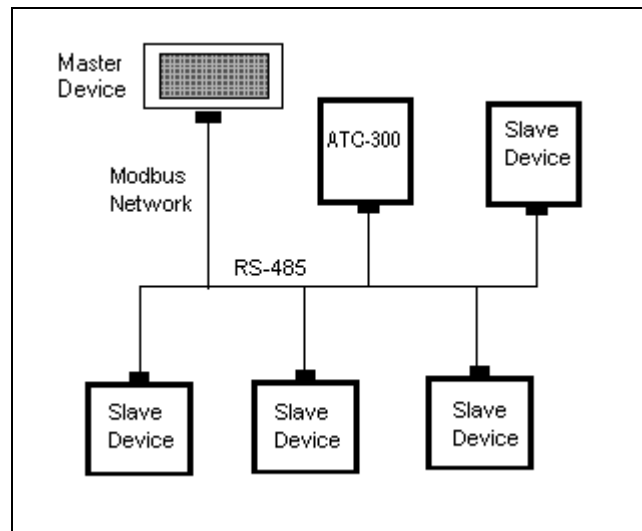 Master
Device
ATC-300
Slave
Device
Modbus
Network
RS-485
Slave
Device
Slave
Device
Slave
Device